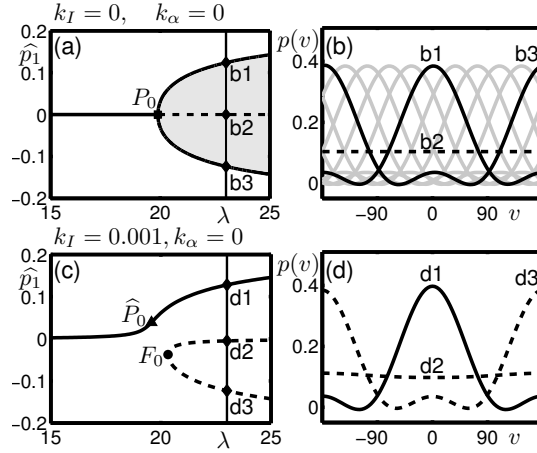 k_I = 0, k_α = 0
(a)
p̂₁
0.2
0.1
0
−0.1
−0.2
P₀
b1
b2
b3
15 20 λ 25
(b)
p(v)
b1 b3
b2
0.4
0.2
0
−90 0 90 v
k_I = 0.001, k_α = 0
(c)
p̂₁
0.2
0.1
0
−0.1
−0.2
P̂₀
F₀
d1
d2
d3
15 20 λ 25
(d)
p(v)
d1 d3
d2
0.4
0.2
0
−90 0 90 v